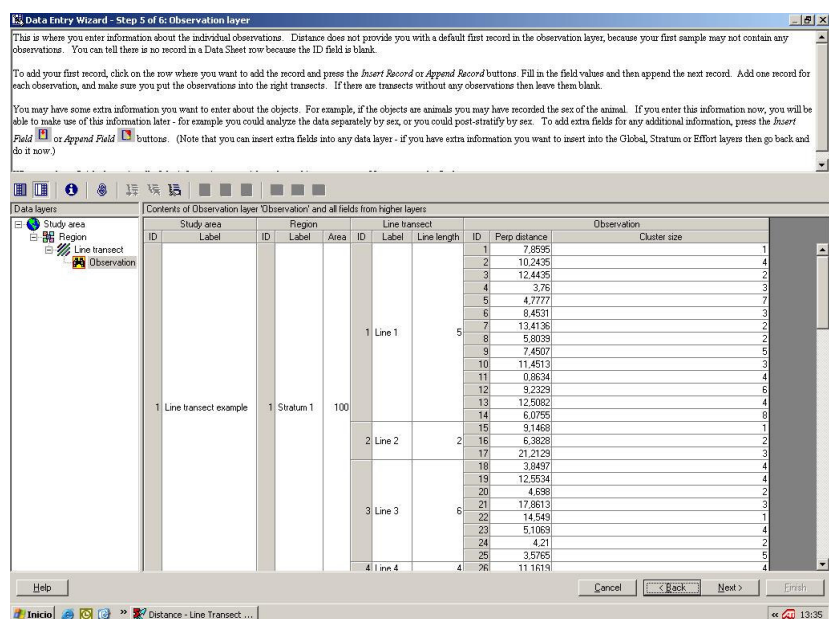 Data Entry Wizard - Step 5 of 6: Observation layer
This is where you enter information about the individual observations. Distance does not provide you with a default first record in the observation layer, because your first sample may not contain any
observations. You can tell there is no record in a Data Sheet row because the ID field is blank.
To add your first record, click on the row where you want to add the record and press the Insert Record or Append Record buttons. Fill in the field values and then append the next record. Add one record for
each observation, and make sure you put the observations into the right transects. If there are transects without any observations then leave them blank.
You may have some extra information you want to enter about the objects. For example, if the objects are animals you may have recorded the sex of the animal. If you enter this information now, you will be
able to make use of this information later - for example you could analyze the data separately by sex, or you could post-stratify by sex. To add extra fields for any additional information, press the Insert
Field or Append Field buttons. (Note that you can insert extra fields into any data layer - if you have extra information you want to insert into the Global, Stratum or Effort layers then go back and
do it now.)
Data layers
Contents of Observation layer 'Observation' and all fields from higher layers
Study area
Region
Line transect
Observation
Study area Region Line transect Observation
ID Label ID Label Area ID Label Line length ID Perp distance Cluster size
1 7,8595 1
2 10,2435 4
3 12,4435 2
4 3,76 3
5 4,7777 7
6 8,4531 3
7 13,4136 2
1 Line 1 5
8 5,8039 2
9 7,4507 5
10 11,4513 3
11 0,8634 4
12 9,2329 6
13 12,5082 4
1 Line transect example 1 Stratum 1 100
14 6,0755 8
15 9,1468 1
2 Line 2 2 16 6,3828 2
17 21,2129 3
18 3,8497 4
19 12,5534 4
20 4,698 2
21 17,8613 3
3 Line 3 6
22 14,549 1
23 5,1069 4
24 4,21 2
25 3,5765 5
4 Line 4 4 26 11,1619 4
Help Cancel < Back Next > Finish
Inicio » Distance - Line Transect ... « 13:35